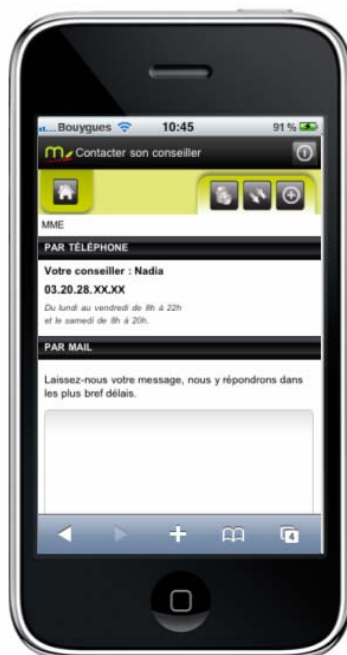 Bouygues 10:45 91 %
Contacter son conseiller
MME
PAR TÉLÉPHONE
Votre conseiller : Nadia
03.20.28.XX.XX
Du lundi au vendredi de 8h à 22h
et le samedi de 8h à 20h.
PAR MAIL
Laissez-nous votre message, nous y répondrons dans
les plus bref délais.
4